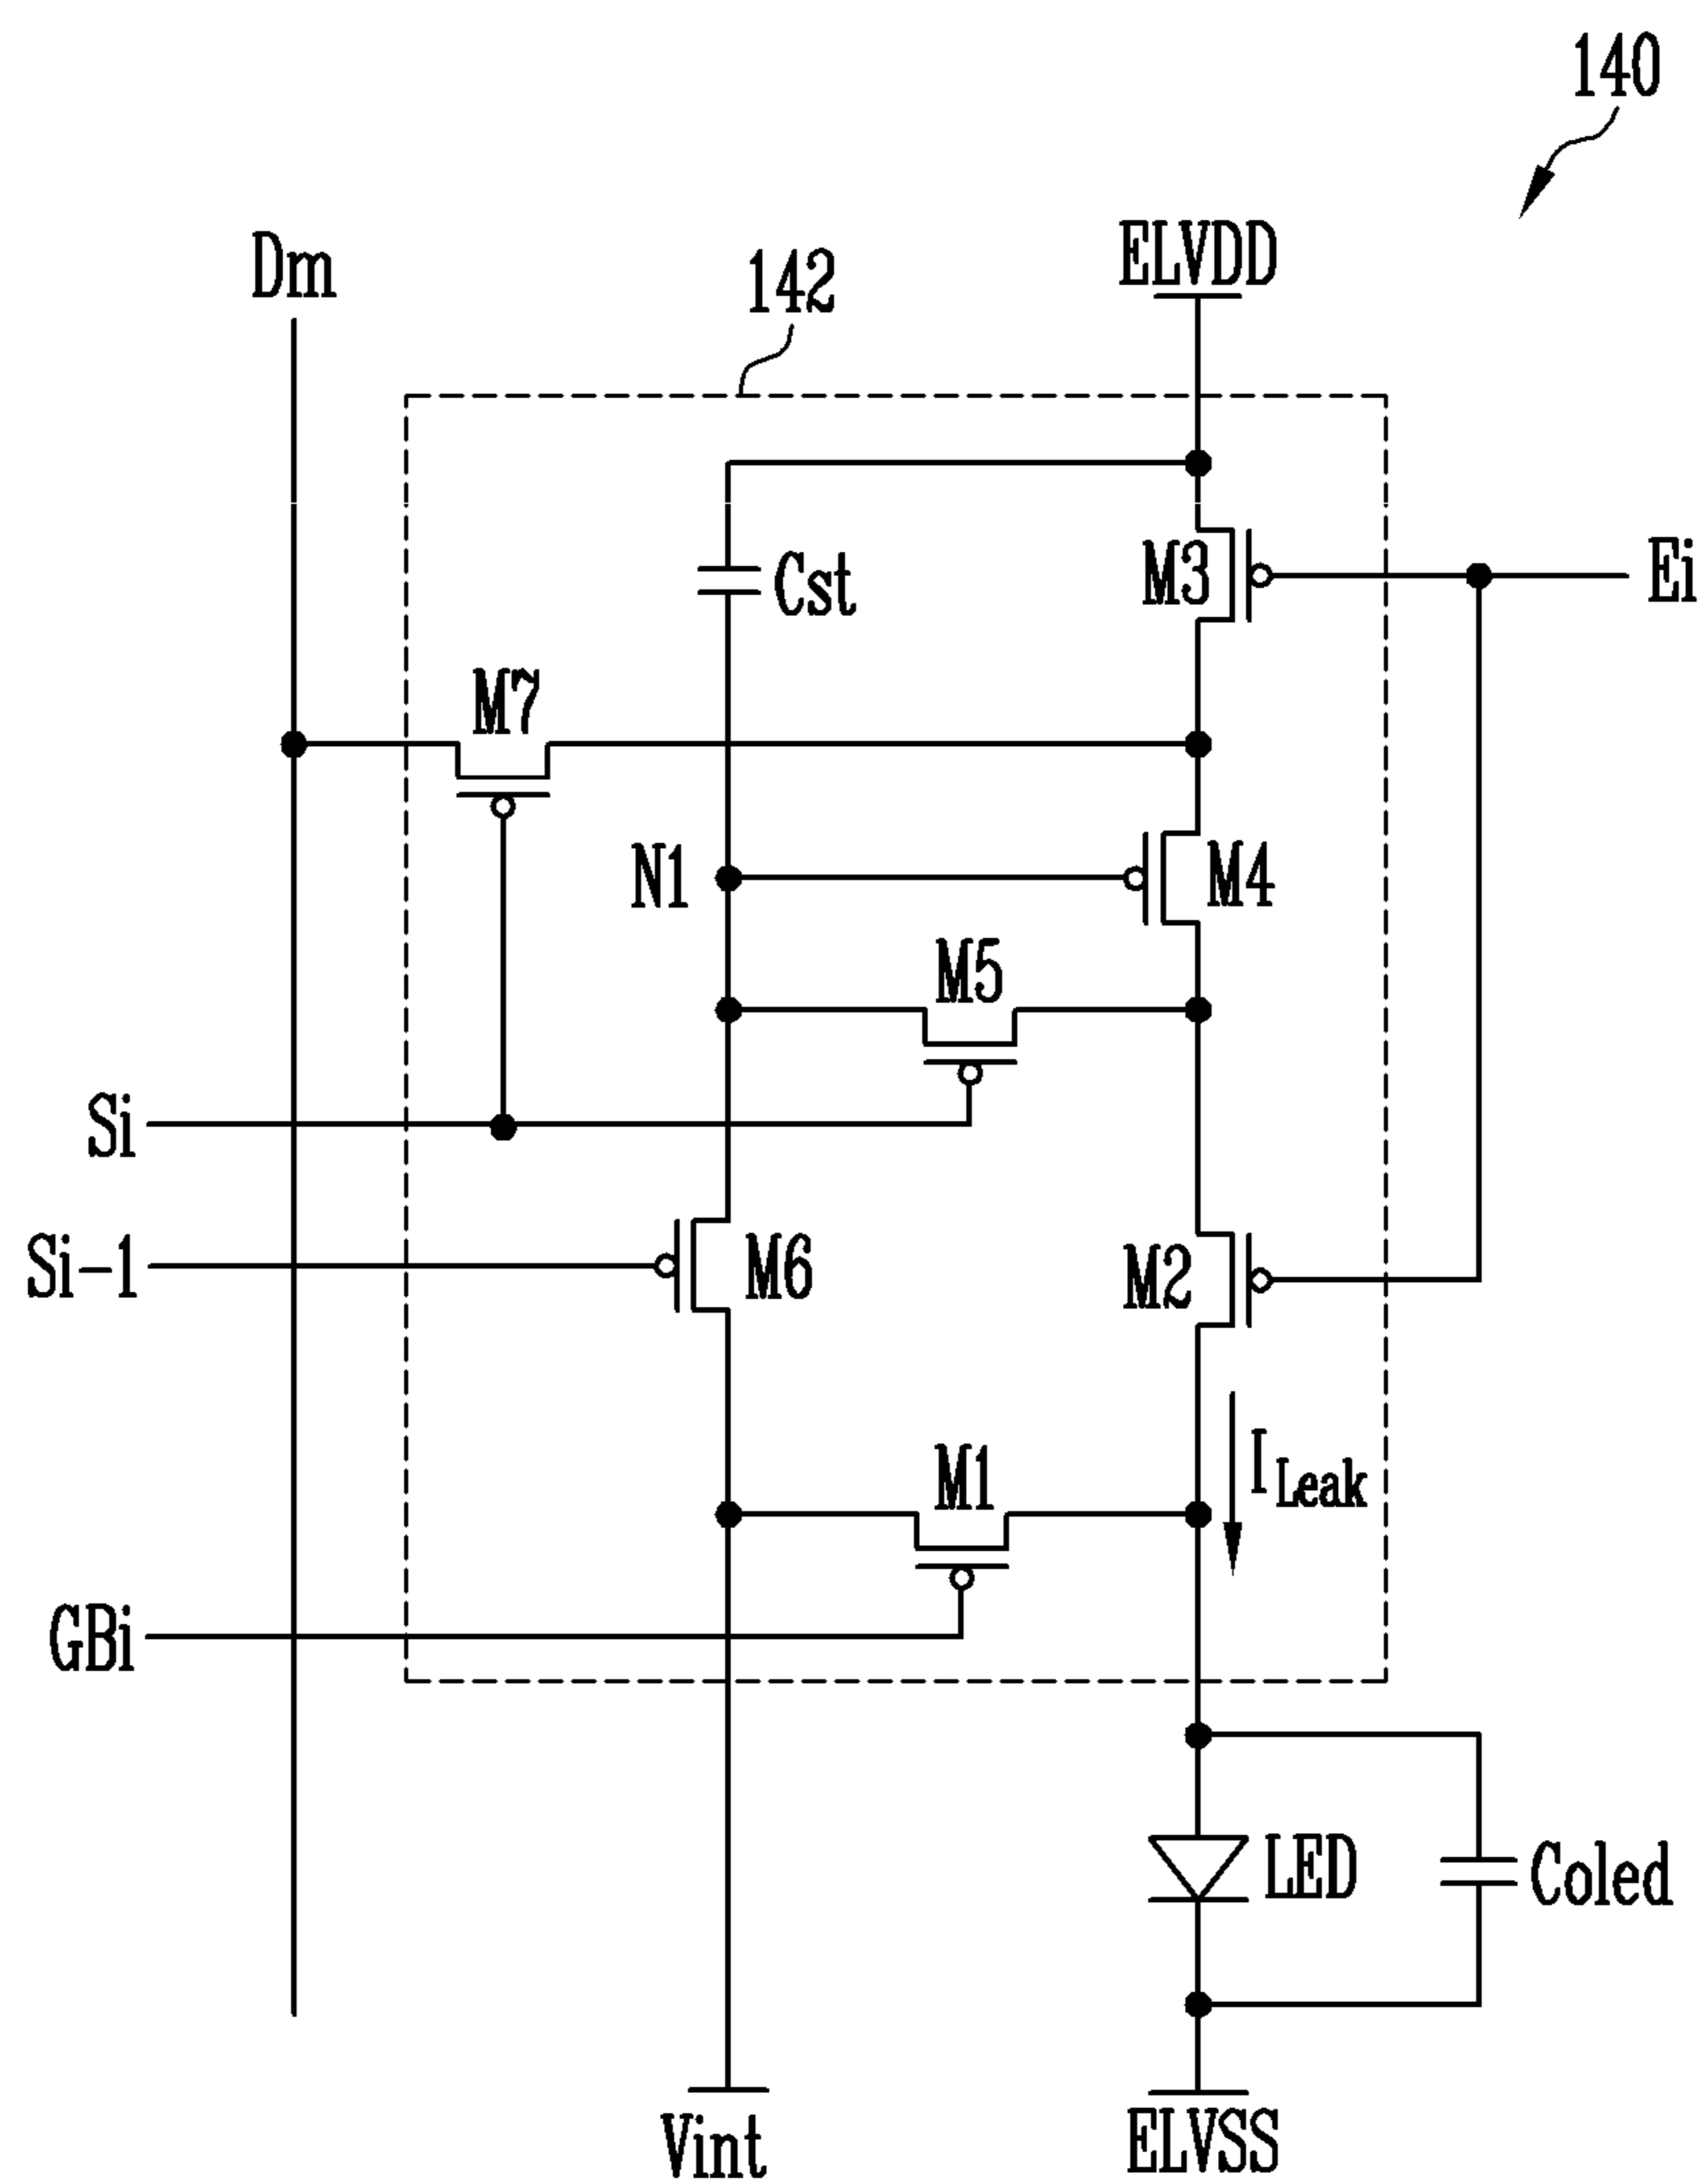 140
Dm
142
ELVDD
M3
Ei
Cst
M7
N1
M4
M5
Si
Si-1
M6
M2
M1
I Leak
GBi
LED
Coled
Vint
ELVSS